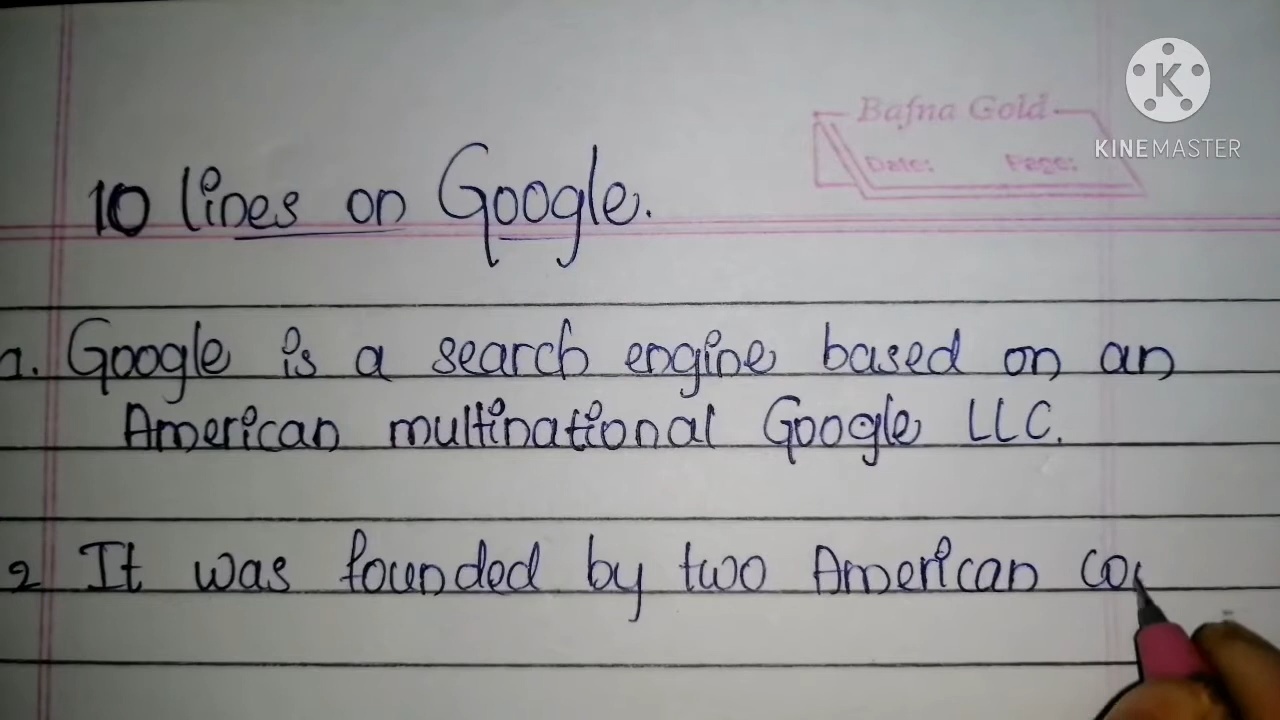 Bafna Gold
Date: Page:
KINEMASTER
10 lines on Google.
1. Google is a search engine based on an
American multinational Google LLC.
2 It was founded by two American co